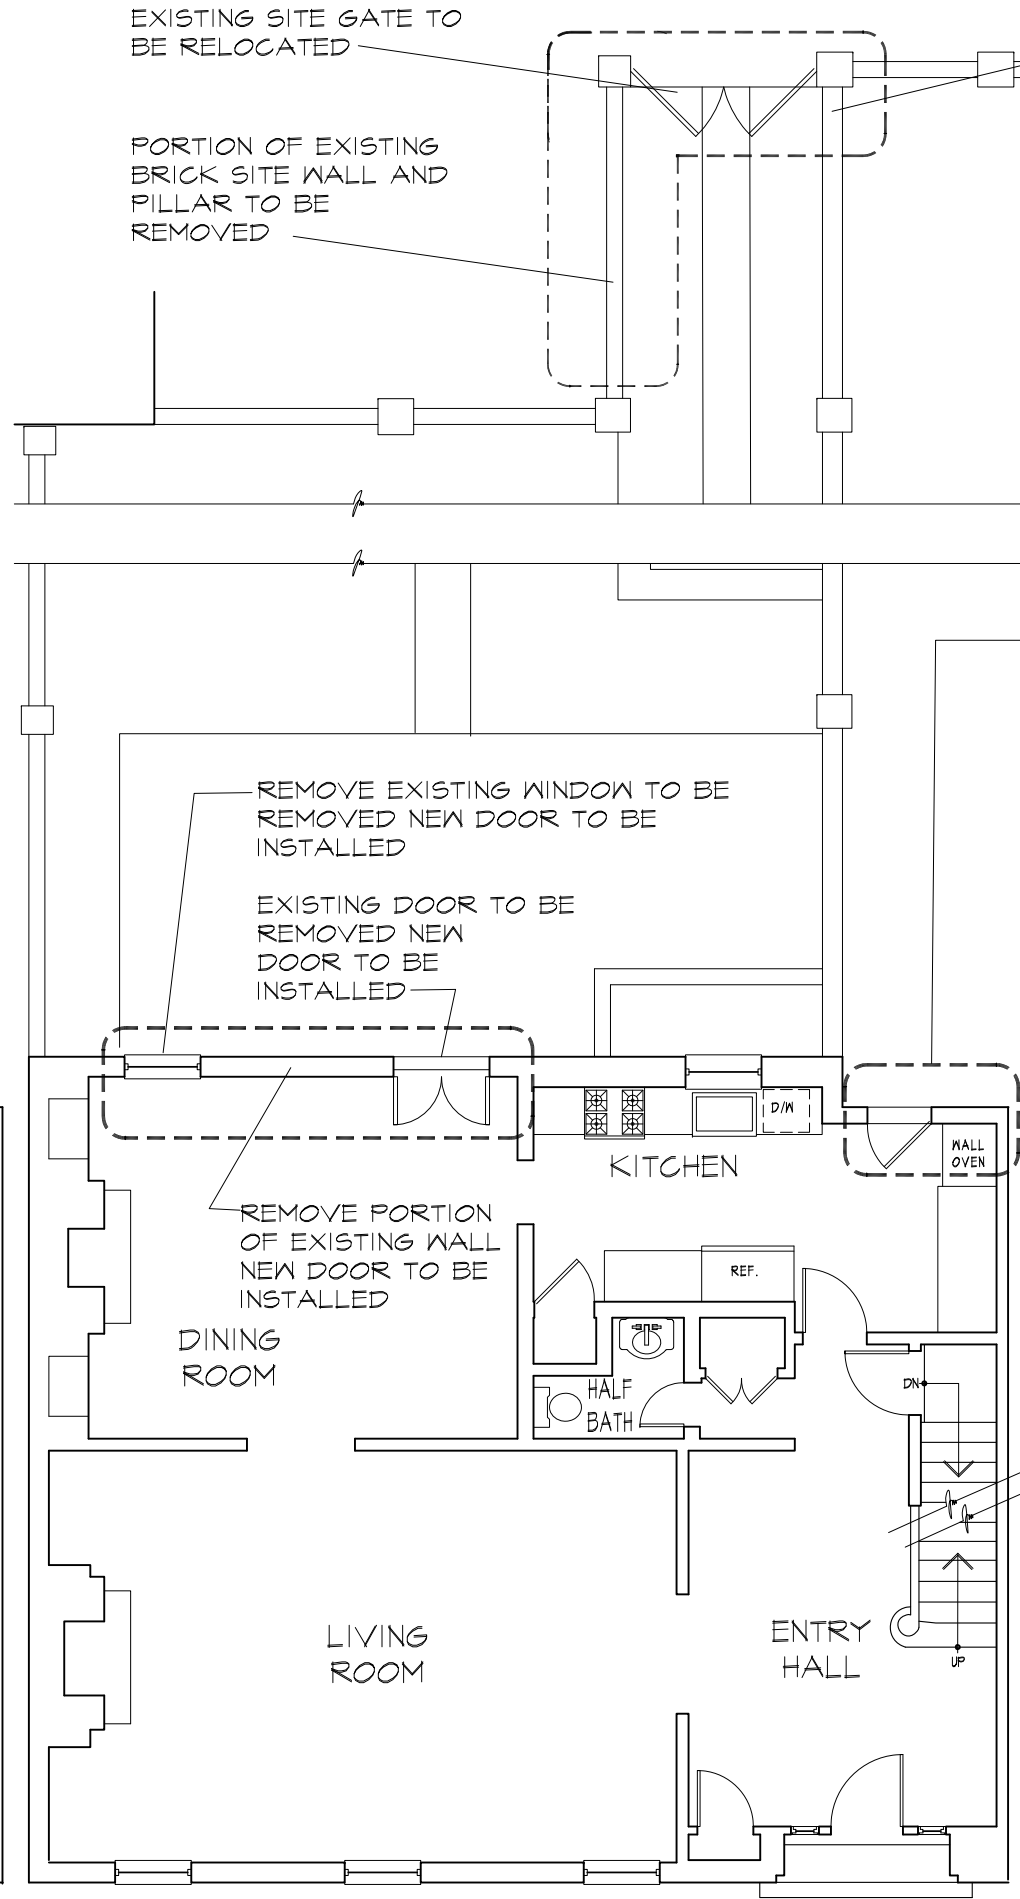 EXISTING SITE GATE TO
BE RELOCATED
PORTION OF EXISTING
BRICK SITE WALL AND
PILLAR TO BE
REMOVED
REMOVE EXISTING WINDOW TO BE
REMOVED NEW DOOR TO BE
INSTALLED
EXISTING DOOR TO BE
REMOVED NEW
DOOR TO BE
INSTALLED
D/W
WALL
OVEN
KITCHEN
REMOVE PORTION
OF EXISTING WALL
NEW DOOR TO BE
INSTALLED
REF.
DINING
ROOM
HALF
BATH
DN
LIVING
ROOM
ENTRY
HALL
UP